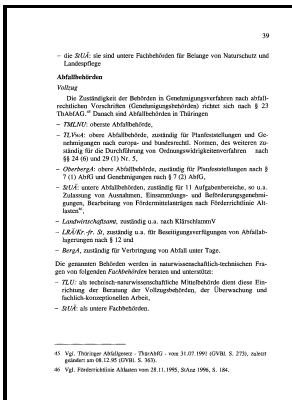 39
– die StUÄ: sie sind untere Fachbehörden für Belange von Naturschutz und
Landespflege
Abfallbehörden
Vollzug
Die Zuständigkeit der Behörden in Genehmigungsverfahren nach abfall-
rechtlichen Vorschriften (Genehmigungsbehörden) richtet sich nach § 23
ThAbfAG.45 Danach sind Abfallbehörden in Thüringen
– TMLNU: oberste Abfallbehörde,
– TLVwA: obere Abfallbehörde, zuständig für Planfeststellungen und Ge-
nehmigungen nach europa- und bundesrechtl. Normen, des weiteren zu-
ständig für die Durchführung von Ordnungswidrigkeitenverfahren nach
§§ 24 (6) und 29 (1) Nr. 5,
– OberbergA: obere Abfallbehörde, zuständig für Planfeststellungen nach §
7 (1) AbfG und Genehmigungen nach § 7 (2) AbfG,
– StUÄ: untere Abfallbehörden, zuständig für 11 Aufgabenbereiche, so u.a.
Zulassung von Ausnahmen, Einsammlungs- und Beförderungsgenehmi-
gungen, Bearbeitung von Fördermittelanträgen nach Förderrichtlinie Alt-
lasten46,
– Landwirtschaftsamt, zuständig u.a. nach KlärschlammV
– LRÄ/Kr.-fr. St, zuständig u.a. für Beseitigungsverfügungen von Abfallab-
lagerungen nach § 12 und
– BergA, zuständig für Verbringung von Abfall unter Tage.
Die genannten Behörden werden in naturwissenschaftlich-technischen Fra-
gen von folgenden Fachbehörden beraten und unterstützt:
– TLU: als technisch-naturwissenschaftliche Mittelbehörde dient diese Ein-
richtung der Beratung der Vollzugsbehörden, der Überwachung und
fachlich-konzeptionellen Arbeit,
– StUÄ: als untere Fachbehörden.
45 Vgl. Thüringer Abfallgesetz - ThürAbfG - vom 31.07.1991 (GVBl. S. 273), zuletzt
geändert am 08.12.95 (GVBl. S. 363).
46 Vgl. Förderrichtlinie Altlasten vom 28.11.1995, StAnz 1996, S. 184.